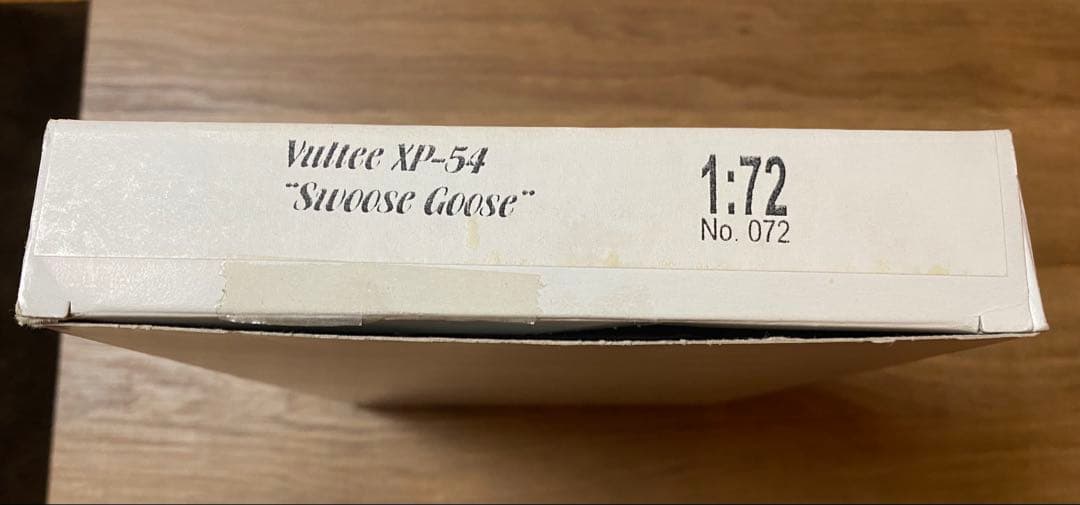 Vultee XP-54
"Swoose Goose"
1:72
No. 072